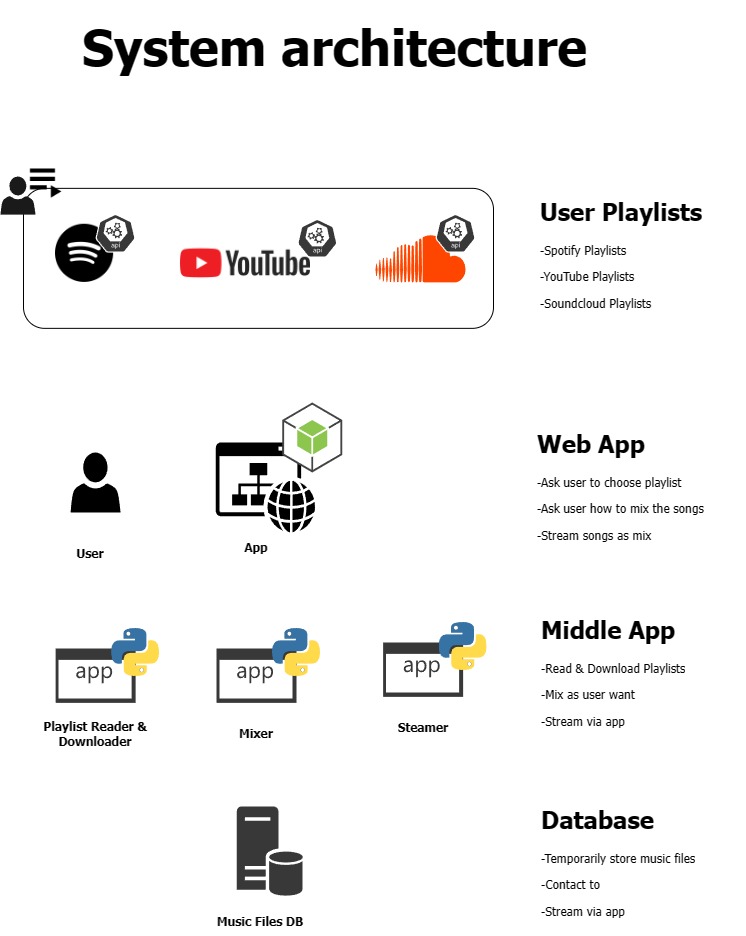 System architecture
api
api
api
YouTube
User Playlists
-Spotify Playlists
-YouTube Playlists
-Soundcloud Playlists
Web App
-Ask user to choose playlist
-Ask user how to mix the songs
-Stream songs as mix
User
App
Middle App
-Read & Download Playlists
-Mix as user want
-Stream via app
app
app
app
Playlist Reader &
Downloader
Mixer
Steamer
Database
-Temporarily store music files
-Contact to
-Stream via app
Music Files DB